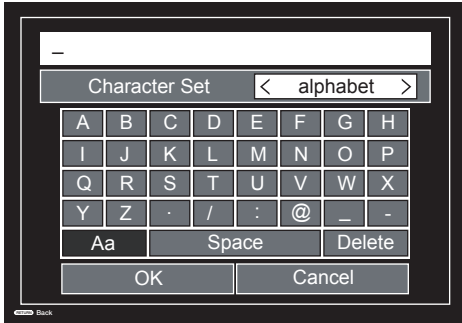 _
Character Set < alphabet >
A B C D E F G H
I J K L M N O P
Q R S T U V W X
Y Z . / : @ _ -
Aa Space Delete
OK Cancel
RETURN Back